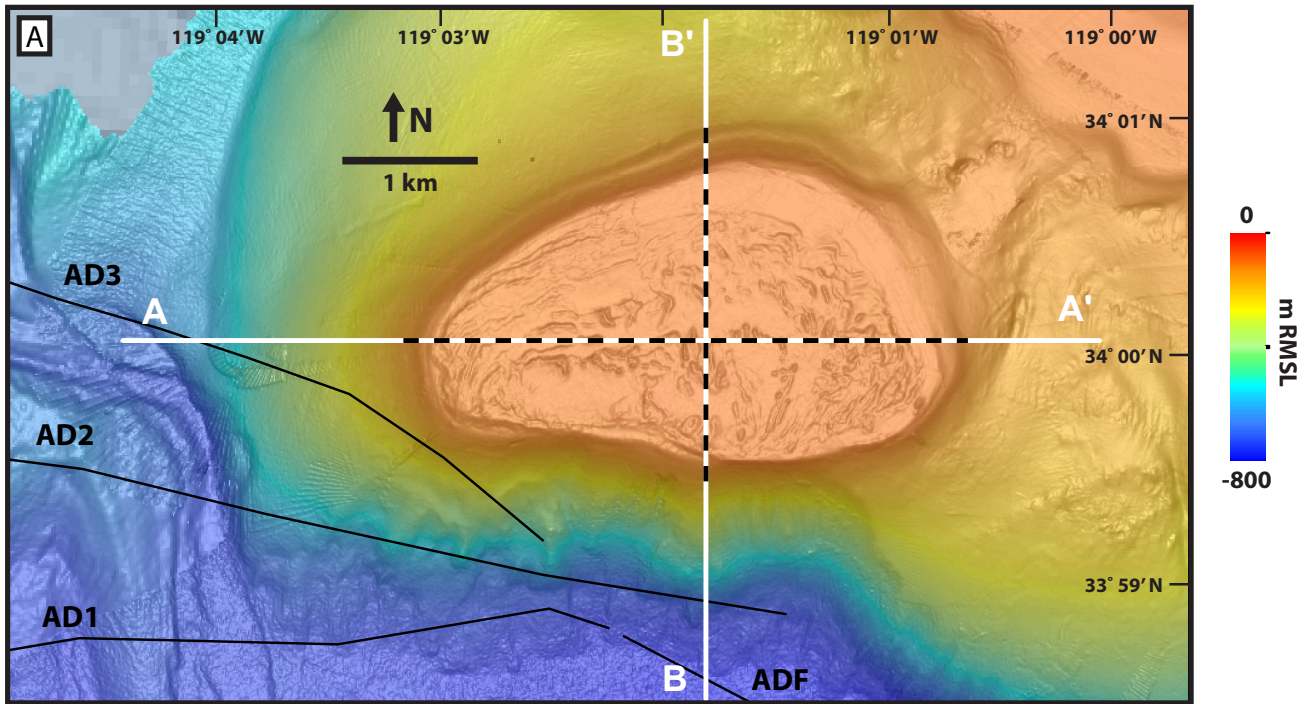 A
119° 04’W
119° 03’W
B'
119° 01’W
119° 00’W
N
1 km
34° 01’N
AD3
A
A'
34° 00’N
AD2
33° 59’N
AD1
B
ADF
0
m RMSL
-800